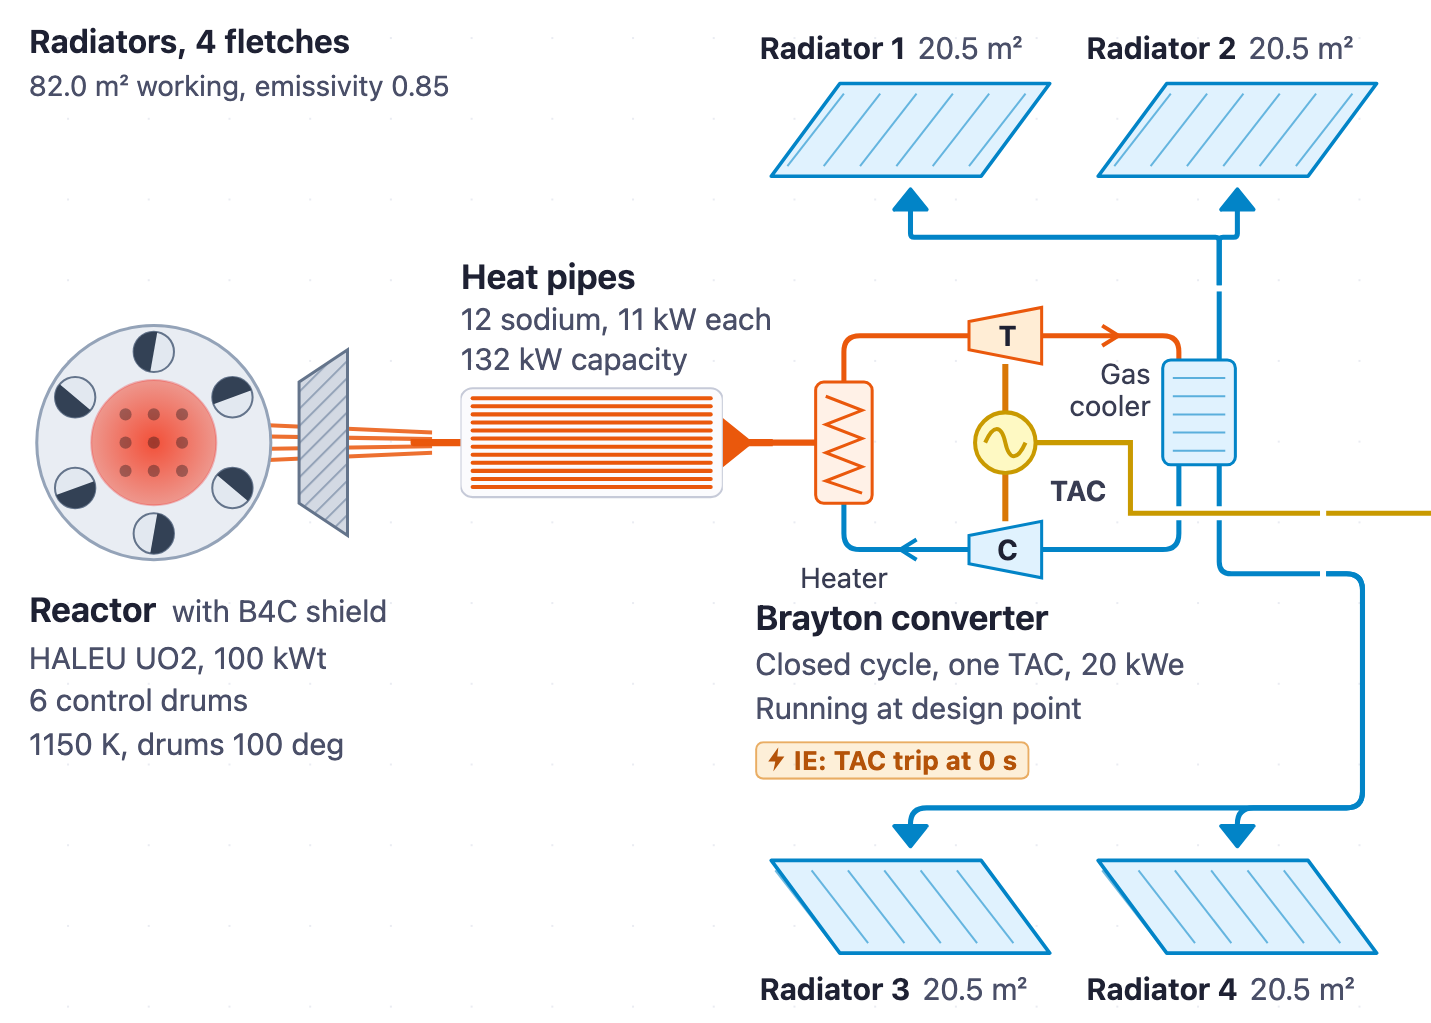 Radiators, 4 fletches
82.0 m² working, emissivity 0.85
Radiator 1 20.5 m²
Radiator 2 20.5 m²
Heat pipes
12 sodium, 11 kW each
132 kW capacity
T
Gas
cooler
TAC
C
Heater
Reactor with B4C shield
HALEU UO2, 100 kWt
6 control drums
1150 K, drums 100 deg
Brayton converter
Closed cycle, one TAC, 20 kWe
Running at design point
IE: TAC trip at 0 s
Radiator 3 20.5 m²
Radiator 4 20.5 m²